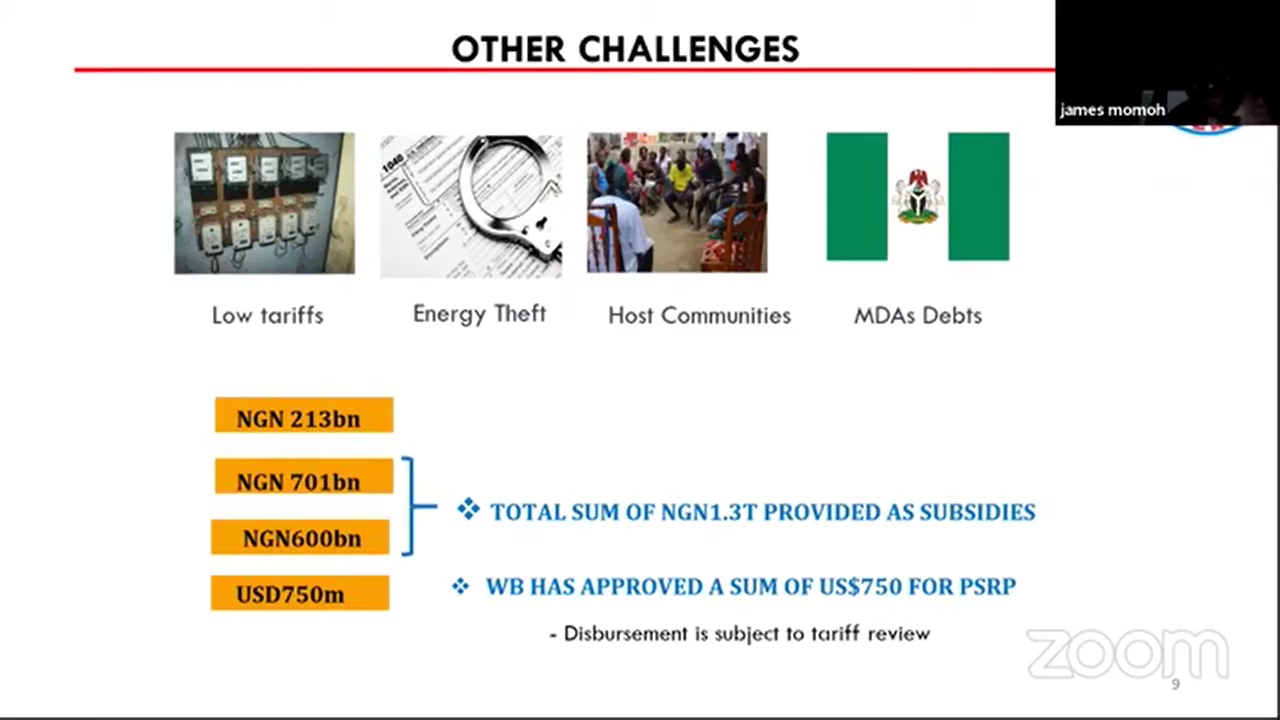 OTHER CHALLENGES
james momoh
1040
Low tariffs
Energy Theft
Host Communities
MDAs Debts
NGN 213bn
NGN 701bn
NGN600bn
USD750m
❖ TOTAL SUM OF NGN1.3T PROVIDED AS SUBSIDIES
❖ WB HAS APPROVED A SUM OF US$750 FOR PSRP
- Disbursement is subject to tariff review
zoom
9